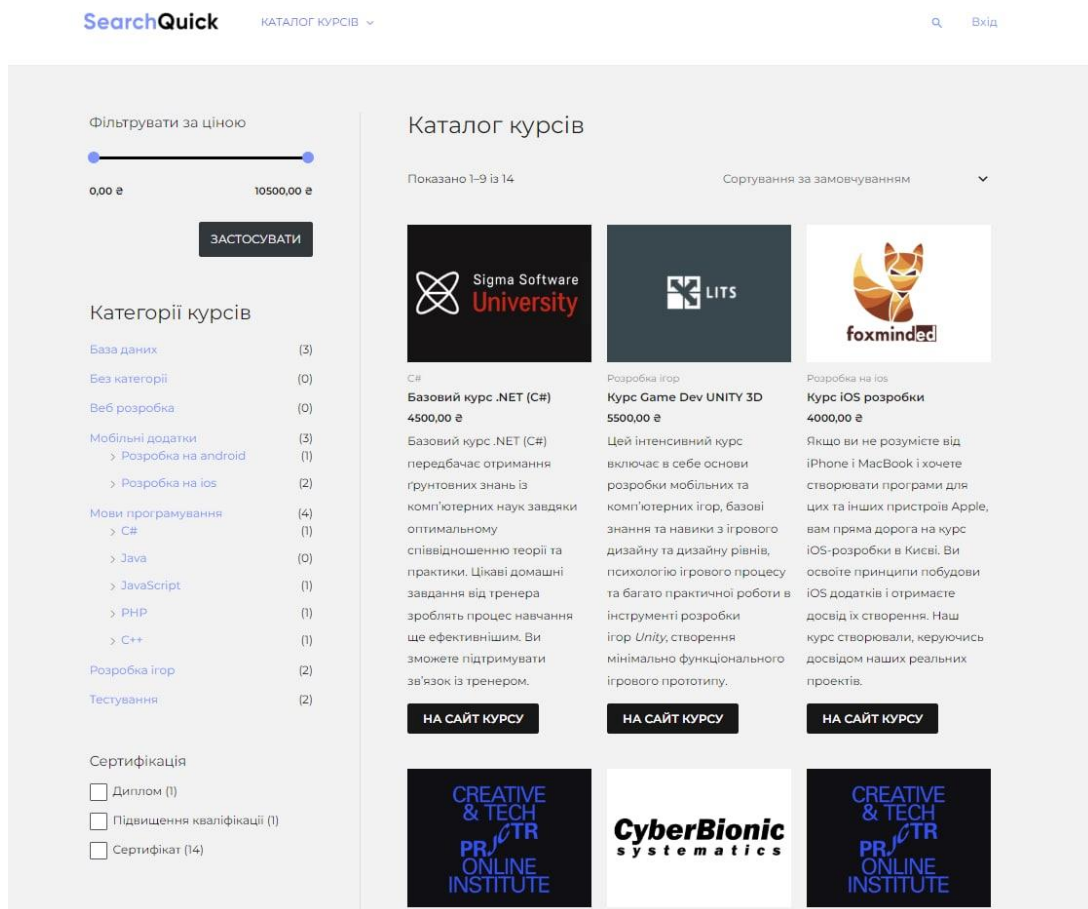 SearchQuick
КАТАЛОГ КУРСІВ
Вхід
Фільтрувати за ціною
0,00 ₴ 10500,00 ₴
ЗАСТОСУВАТИ
Категорії курсів
База даних (3)
Без категорії (0)
Веб розробка (0)
Мобільні додатки (3)
Розробка на android (1)
Розробка на ios (2)
Мови програмування (4)
C# (1)
Java (0)
JavaScript (1)
PHP (1)
C++ (1)
Розробка ігор (2)
Тестування (2)
Сертифікація
Диплом (1)
Підвищення кваліфікації (1)
Сертифікат (14)
Каталог курсів
Показано 1–9 із 14
Сортування за замовчуванням
Sigma Software
University
C#
Базовий курс .NET (C#)
4500,00 ₴
Базовий курс .NET (C#)
передбачає отримання
ґрунтовних знань із
комп'ютерних наук завдяки
оптимальному
співвідношенню теорії та
практики. Цікаві домашні
завдання від тренера
зроблять процес навчання
ще ефективнішим. Ви
зможете підтримувати
зв'язок із тренером.
НА САЙТ КУРСУ
LITS
Розробка ігор
Курс Game Dev UNITY 3D
5500,00 ₴
Цей інтенсивний курс
включає в себе основи
розробки мобільних та
комп'ютерних ігор, базові
знання та навики з ігрового
дизайну та дизайну рівнів,
психологію ігрового процесу
та багато практичної роботи в
інструменті розробки
ігор Unity, створення
мінімально функціонального
ігрового прототипу.
НА САЙТ КУРСУ
foxminded
Розробка на ios
Курс iOS розробки
4000,00 ₴
Якщо ви не розумієте від
iPhone і MacBook і хочете
створювати програми для
цих та інших пристроїв Apple,
вам пряма дорога на курс
iOS-розробки в Києві. Ви
освоїте принципи побудови
iOS додатків і отримаєте
досвід їх створення. Наш
курс створювали, керуючись
досвідом наших реальних
проектів.
НА САЙТ КУРСУ
CREATIVE
& TECH
PRJCTR
ONLINE
INSTITUTE
CyberBionic
systematics
CREATIVE
& TECH
PRJCTR
ONLINE
INSTITUTE